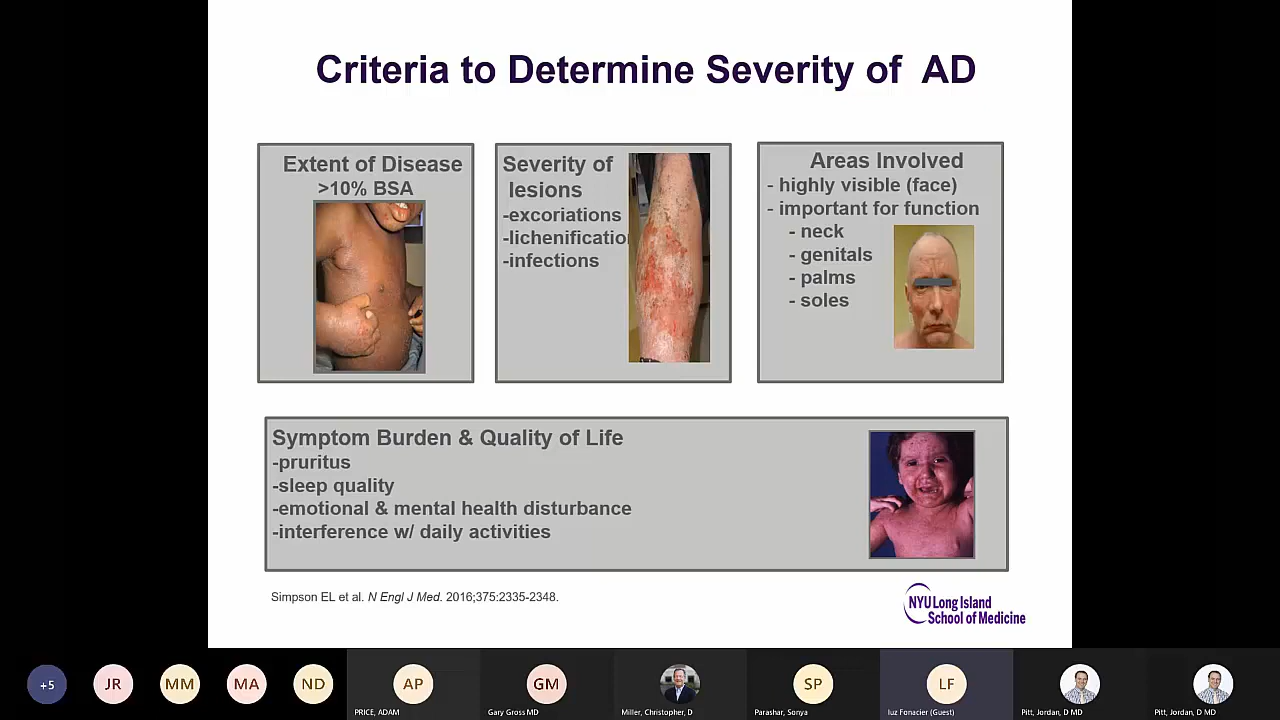 Criteria to Determine Severity of AD
Extent of Disease
>10% BSA
Severity of
lesions
-excoriations
-lichenificatio
-infections
Areas Involved
- highly visible (face)
- important for function
- neck
- genitals
- palms
- soles
Symptom Burden & Quality of Life
-pruritus
-sleep quality
-emotional & mental health disturbance
-interference w/ daily activities
Simpson EL et al. N Engl J Med. 2016;375:2335-2348.
NYU Long Island
School of Medicine
+5
JR
MM
MA
ND
AP
PRICE, ADAM
GM
Gary Gross MD
Miller, Christopher, D
SP
Parashar, Sonya
LF
luz Fonacier (Guest)
Pitt, Jordan, D MD
Pitt, Jordan, D MD